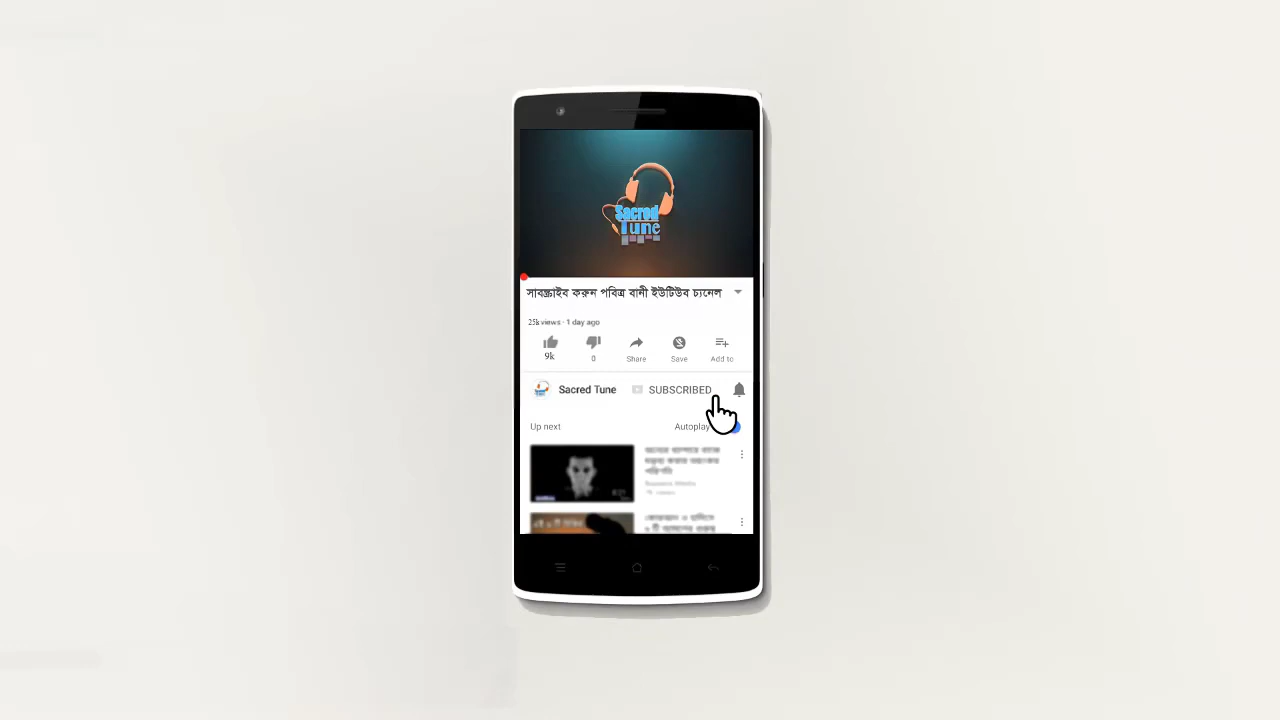 Sacred
Tune
সাবস্ক্রাইব করুন পবিত্র বানী ইউটিউব চ্যানেল
25k views · 1 day ago
9k
0
Share
Save
Add to
Sacred Tune
SUBSCRIBED
Up next
Autoplay